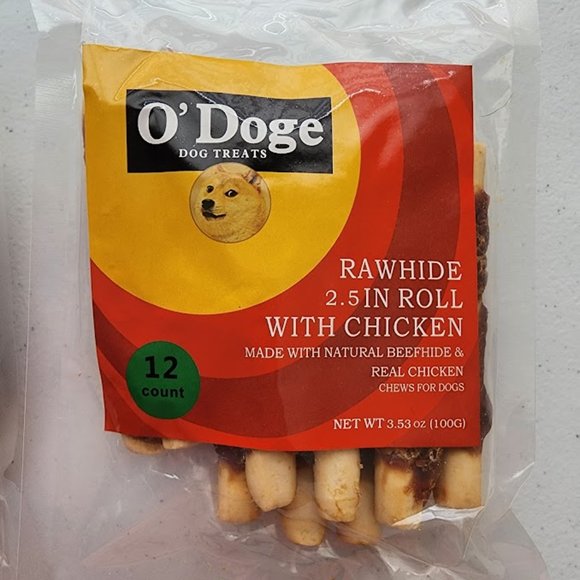 O'Doge
DOG TREATS
RAWHIDE
2.5 IN ROLL
WITH CHICKEN
MADE WITH NATURAL BEEFHIDE &
REAL CHICKEN
CHEWS FOR DOGS
12
count
NET WT 3.53 oz (100G)